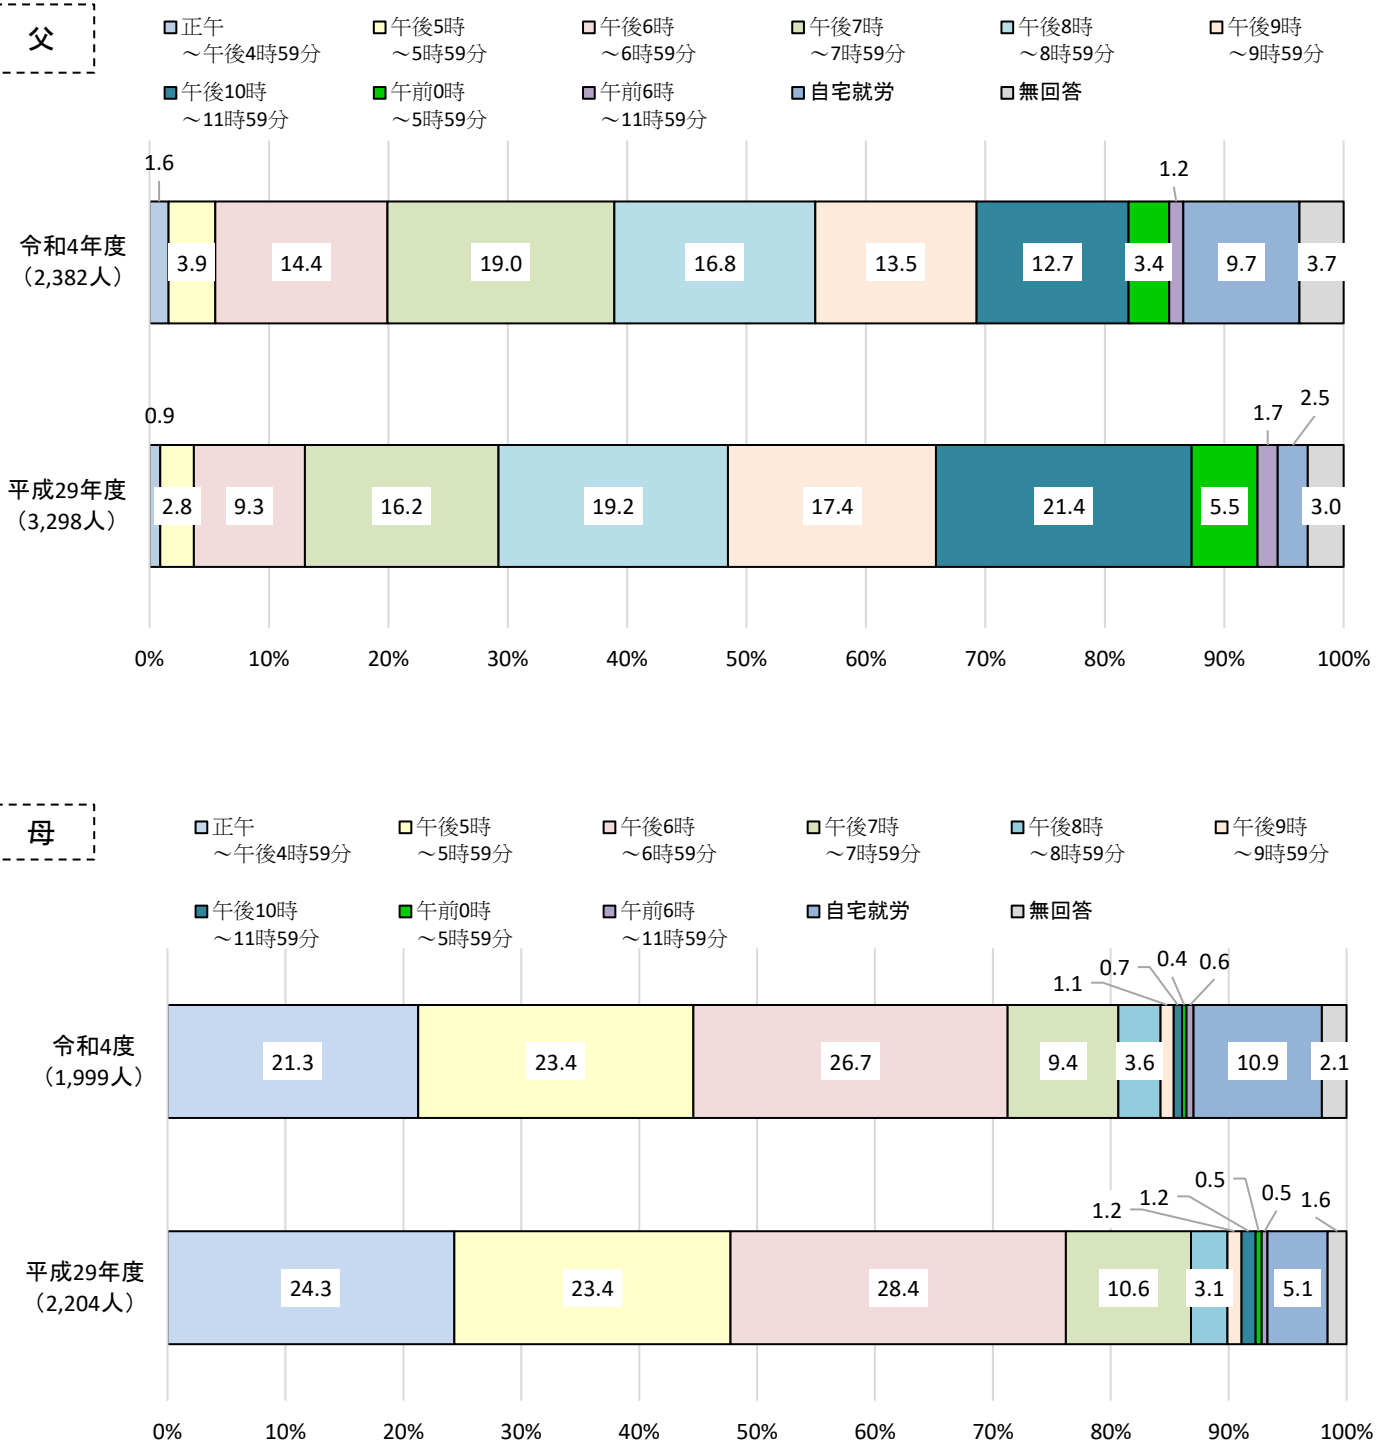 父
正午
～午後4時59分
午後5時
～5時59分
午後6時
～6時59分
午後7時
～7時59分
午後8時
～8時59分
午後9時
～9時59分
午後10時
～11時59分
午前0時
～5時59分
午前6時
～11時59分
自宅就労
無回答
1.6
1.2
令和4年度
（2,382人）
3.9
14.4
19.0
16.8
13.5
12.7
3.4
9.7
3.7
0.9
1.7
2.5
平成29年度
（3,298人）
2.8
9.3
16.2
19.2
17.4
21.4
5.5
3.0
0%
10%
20%
30%
40%
50%
60%
70%
80%
90%
100%
母
正午
～午後4時59分
午後5時
～5時59分
午後6時
～6時59分
午後7時
～7時59分
午後8時
～8時59分
午後9時
～9時59分
午後10時
～11時59分
午前0時
～5時59分
午前6時
～11時59分
自宅就労
無回答
1.1
0.7
0.4
0.6
令和4度
（1,999人）
21.3
23.4
26.7
9.4
3.6
10.9
2.1
1.2
1.2
0.5
0.5
1.6
平成29年度
（2,204人）
24.3
23.4
28.4
10.6
3.1
5.1
0%
10%
20%
30%
40%
50%
60%
70%
80%
90%
100%